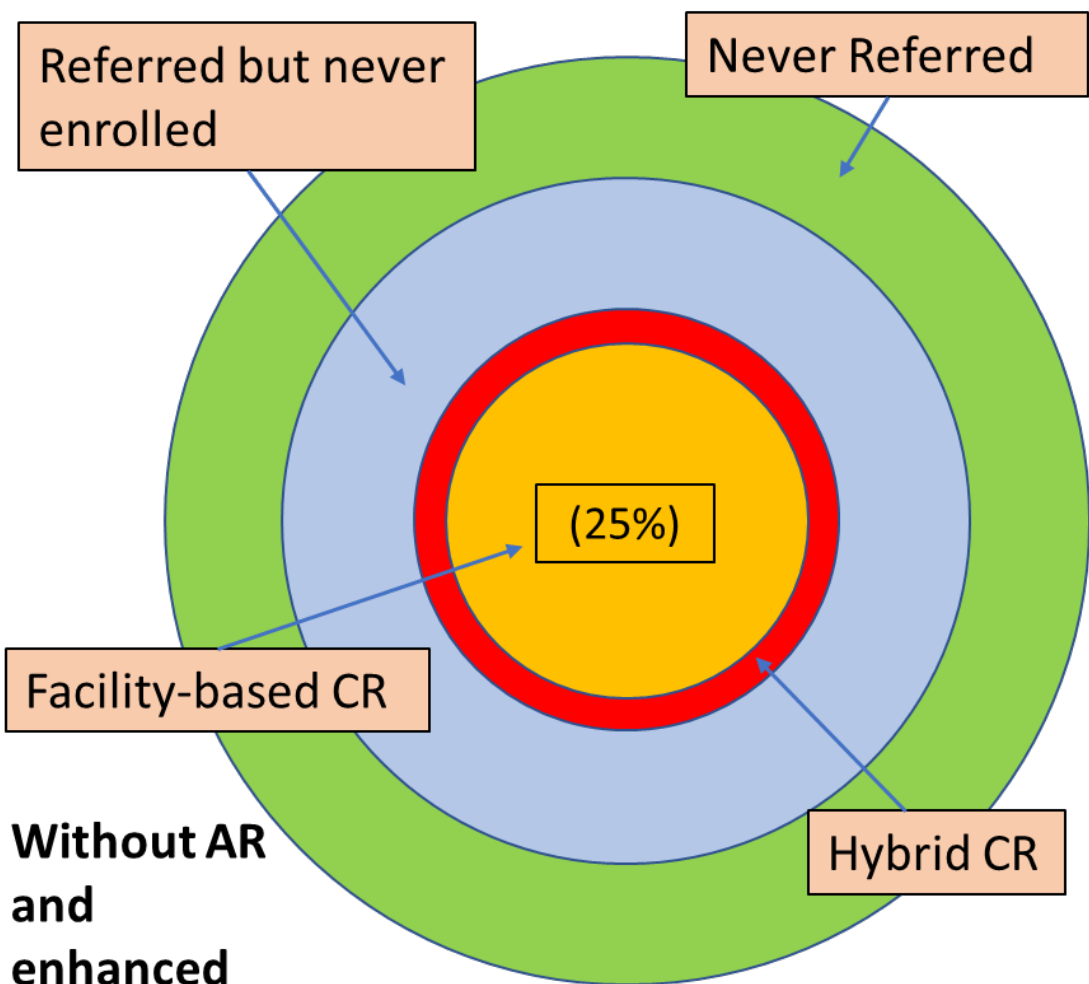 Referred but never
enrolled
Never Referred
(25%)
Facility-based CR
Hybrid CR
Without AR
and
enhanced